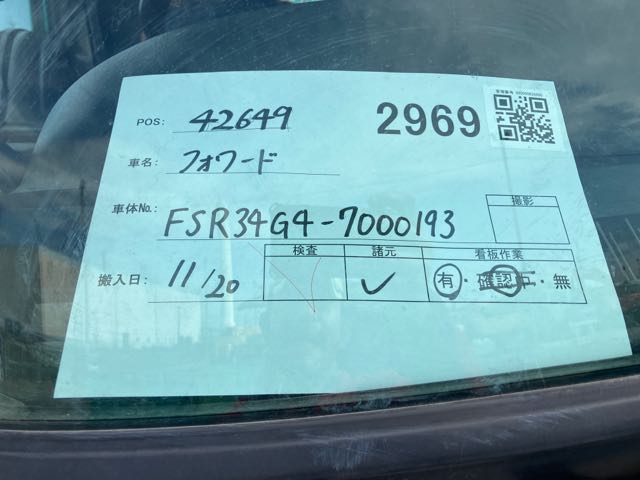 POS: 42649
2969
車名: フォワード
車体No.: FSR34G4-7000193
撮影
搬入日: 11/20
検査 諸元 看板作業
✓ 有・確認中・無